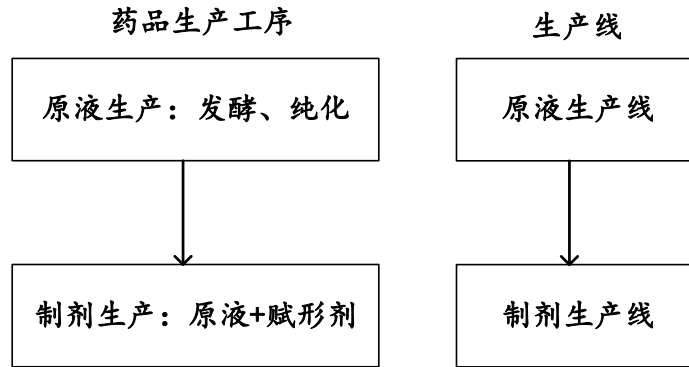 药品生产工序
生产线
原液生产：发酵、纯化
原液生产线
制剂生产：原液+赋形剂
制剂生产线